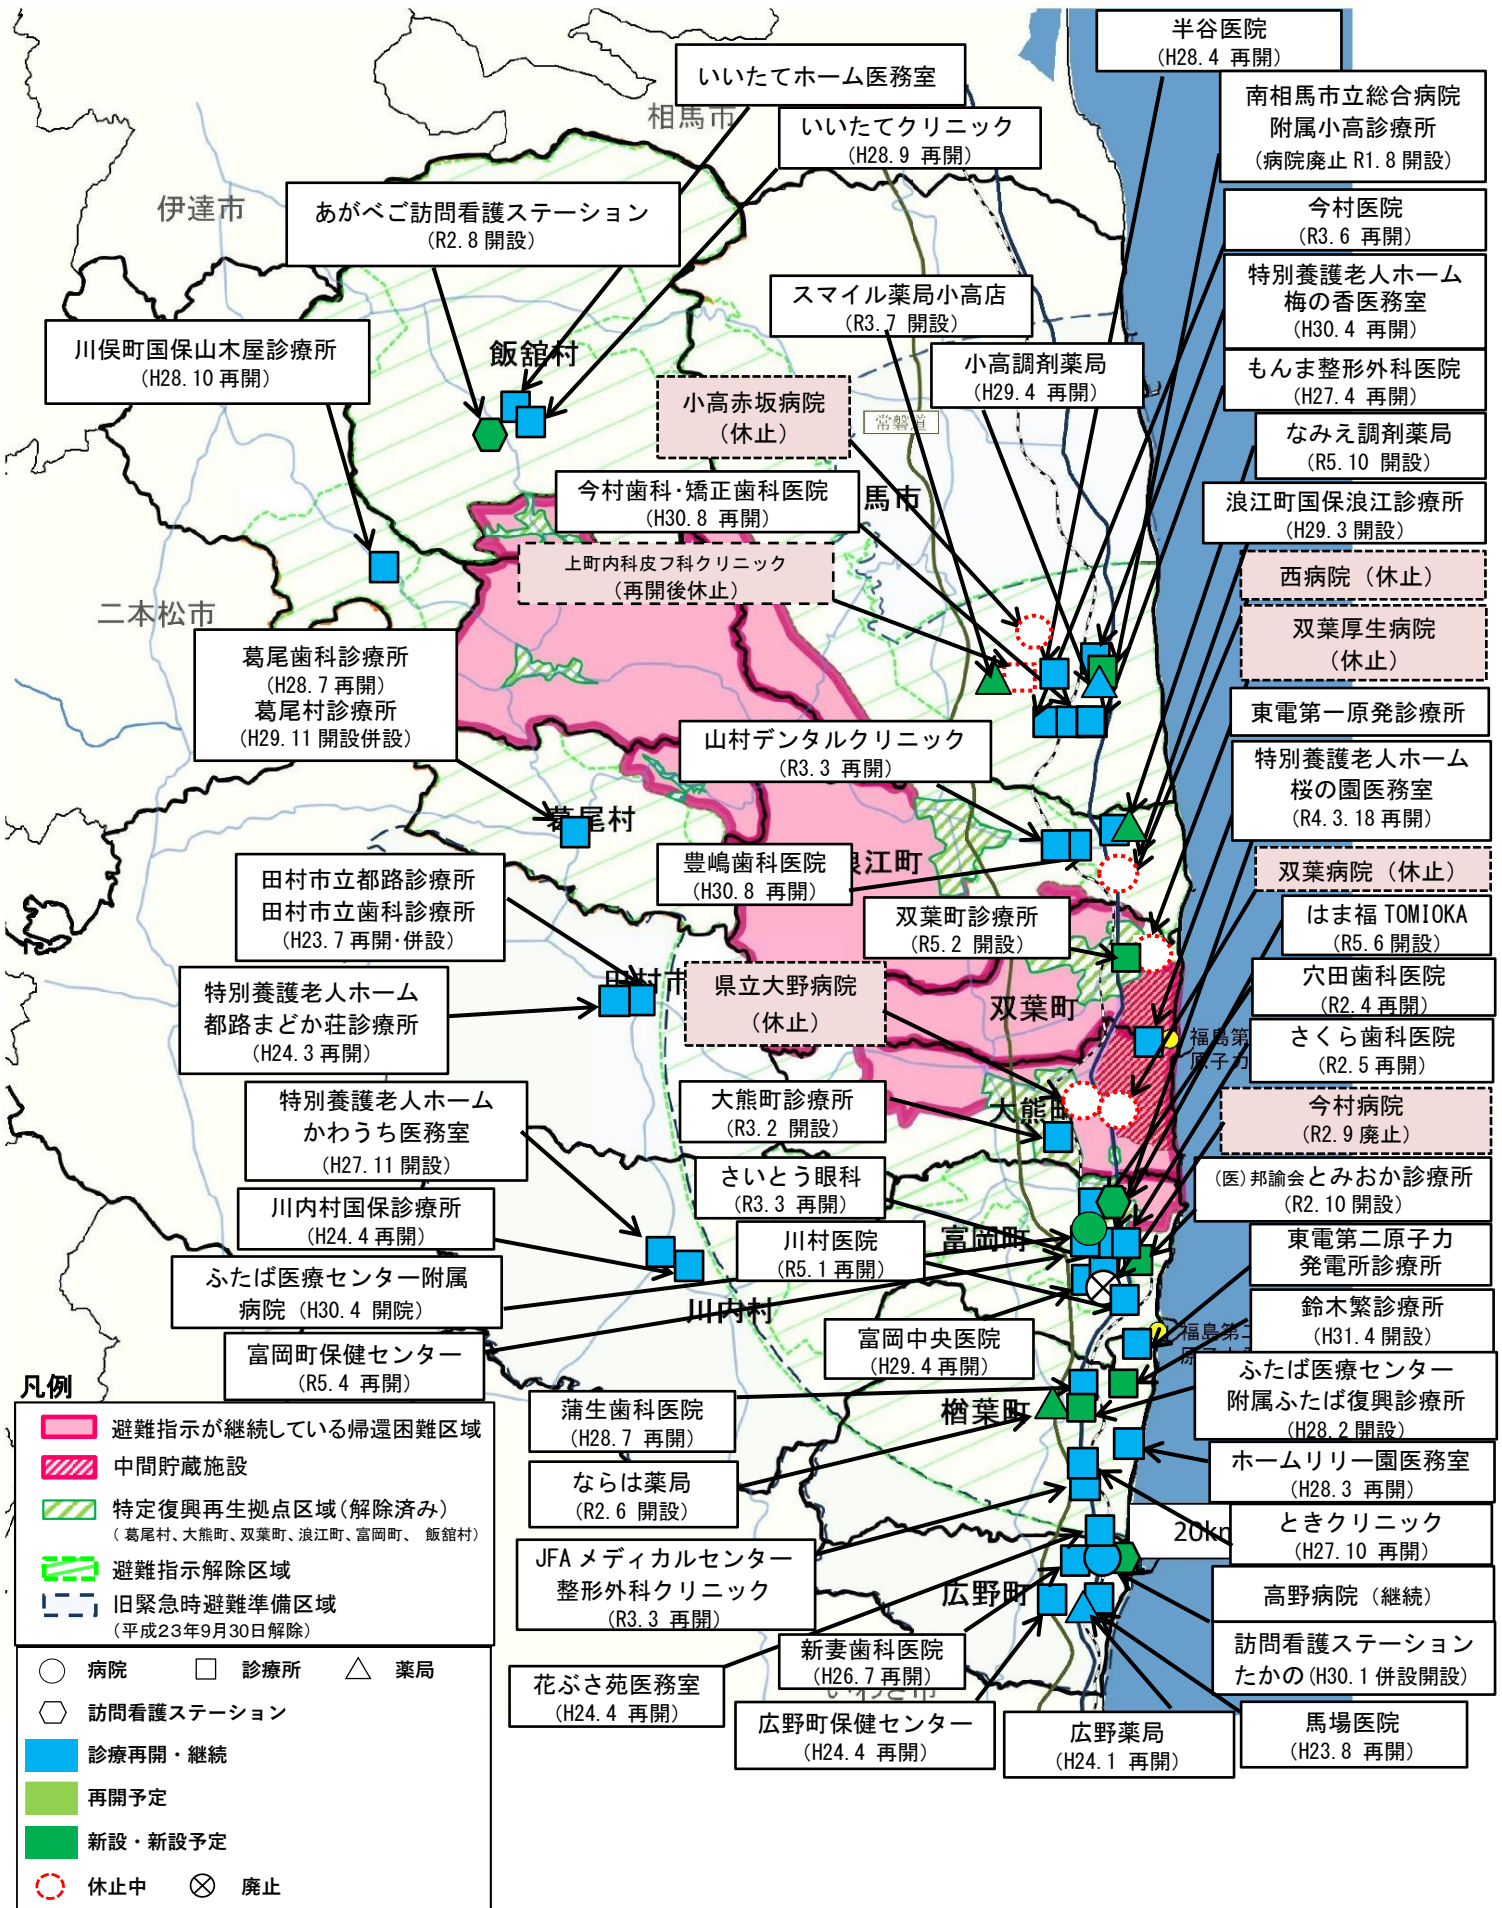 半谷医院
(H28.4 再開)
いいたてホーム医務室
相馬市
南相馬市立総合病院
附属小高診療所
(病院廃止 R1.8 開設)
いいたてクリニック
(H28.9 再開)
伊達市
あがべご訪問看護ステーション
(R2.8 開設)
今村医院
(R3.6 再開)
特別養護老人ホーム
梅の香医務室
(H30.4 再開)
スマイル薬局小高店
(R3.7 開設)
川俣町国保山木屋診療所
(H28.10 再開)
飯舘村
小高調剤薬局
(H29.4 再開)
もんま整形外科医院
(H27.4 再開)
小高赤坂病院
(休止)
常磐道
なみえ調剤薬局
(R5.10 開設)
今村歯科・矯正歯科医院
(H30.8 再開)
馬市
浪江町国保浪江診療所
(H29.3 開設)
上町内科皮フ科クリニック
(再開後休止)
西病院 (休止)
二本松市
双葉厚生病院
(休止)
葛尾歯科診療所
(H28.7 再開)
葛尾村診療所
(H29.11 開設併設)
東電第一原発診療所
山村デンタルクリニック
(R3.3 再開)
特別養護老人ホーム
桜の園医務室
(R4.3.18 再開)
葛尾村
豊嶋歯科医院
(H30.8 再開)
浪江町
双葉病院 (休止)
田村市立都路診療所
田村市立歯科診療所
(H23.7 再開・併設)
双葉町診療所
(R5.2 開設)
はま福 TOMIOKA
(R5.6 開設)
穴田歯科医院
(R2.4 再開)
田村市
特別養護老人ホーム
都路まどか荘診療所
(H24.3 再開)
県立大野病院
(休止)
双葉町
福島第
原子力
さくら歯科医院
(R2.5 再開)
特別養護老人ホーム
かわうち医務室
(H27.11 開設)
大熊町診療所
(R3.2 開設)
大熊町
今村病院
(R2.9 廃止)
さいとう眼科
(R3.3 再開)
(医)邦諭会とみおか診療所
(R2.10 開設)
川内村国保診療所
(H24.4 再開)
川村医院
(R5.1 再開)
富岡町
東電第二原子力
発電所診療所
ふたば医療センター附属
病院 (H30.4 開院)
川内村
鈴木繁診療所
(H31.4 開設)
富岡中央医院
(H29.4 再開)
福島第二
富岡町保健センター
(R5.4 再開)
ふたば医療センター
附属ふたば復興診療所
(H28.2 開設)
蒲生歯科医院
(H28.7 再開)
楢葉町
ホームリリー園医務室
(H28.3 再開)
ならは薬局
(R2.6 開設)
20km
ときクリニック
(H27.10 再開)
JFA メディカルセンター
整形外科クリニック
(R3.3 再開)
広野町
高野病院 (継続)
新妻歯科医院
(H26.7 再開)
訪問看護ステーション
たかの(H30.1 併設開設)
花ぶさ苑医務室
(H24.4 再開)
いわき市
広野町保健センター
(H24.4 再開)
広野薬局
(H24.1 再開)
馬場医院
(H23.8 再開)
凡例
避難指示が継続している帰還困難区域
中間貯蔵施設
特定復興再生拠点区域(解除済み)
( 葛尾村、大熊町、双葉町、浪江町、富岡町、 飯舘村)
避難指示解除区域
旧緊急時避難準備区域
(平成23年9月30日解除)
病院 診療所 薬局
訪問看護ステーション
診療再開・継続
再開予定
新設・新設予定
休止中 廃止